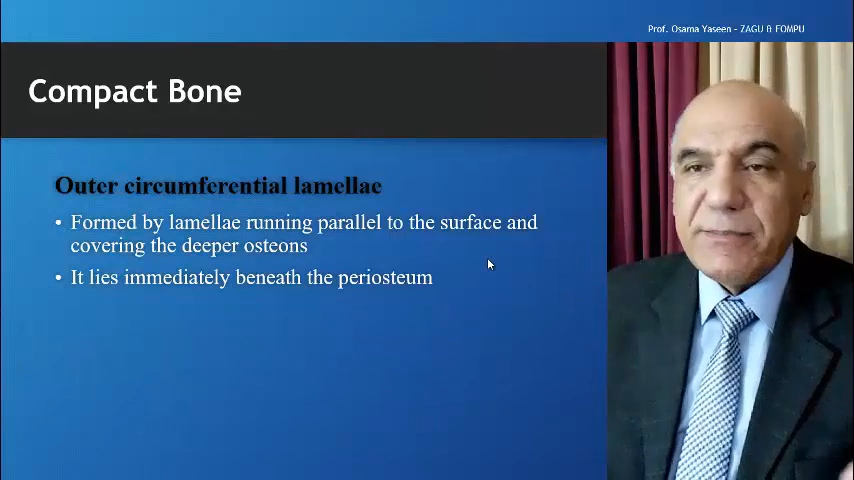 Prof. Osama Yaseen - ZAGU & FOMPU
Compact Bone
Outer circumferential lamellae
• Formed by lamellae running parallel to the surface and
covering the deeper osteons
• It lies immediately beneath the periosteum